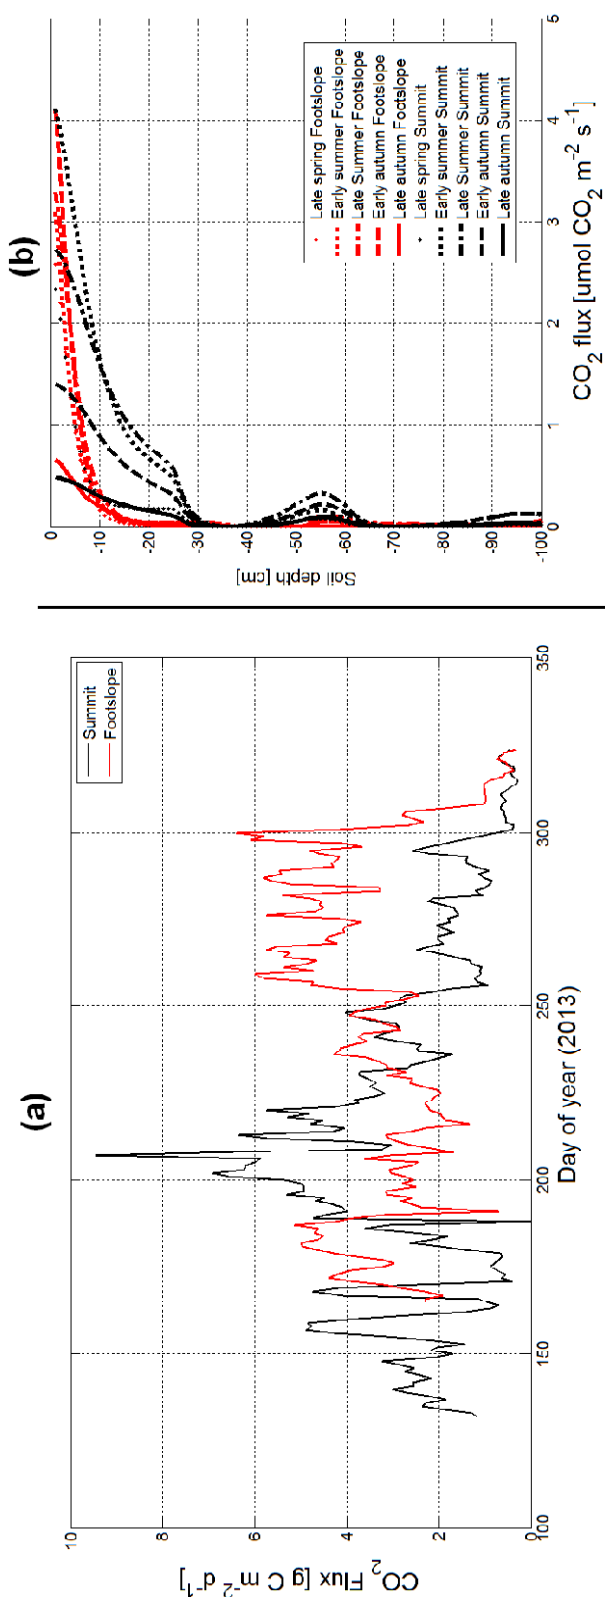 (a)
CO2 Flux [g C m-2 d-1]
10
8
6
4
2
0
100
150
200
250
300
350
Day of year (2013)
Summit
Footslope
(b)
Soil depth [cm]
0
-10
-20
-30
-40
-50
-60
-70
-80
-90
-100
0
1
2
3
4
5
CO2 flux [umol CO2 m-2 s-1]
Late spring Footslope
Early summer Footslope
Late Summer Footslope
Early autumn Footslope
Late autumn Footslope
Late spring Summit
Early summer Summit
Late Summer Summit
Early autumn Summit
Late autumn Summit